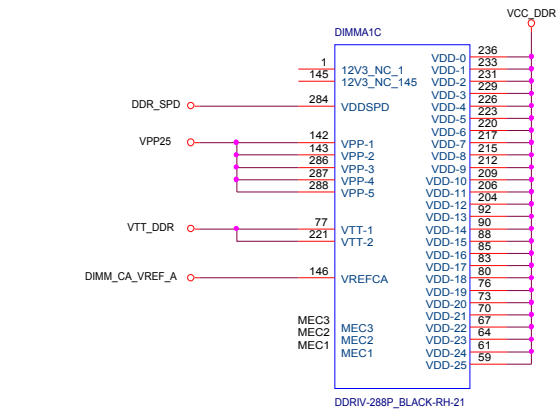 VCC_DDR
DIMMA1C
1 12V3_NC_1
145 12V3_NC_145
DDR_SPD 284 VDDSPD
VPP25 142 VPP-1
143 VPP-2
286 VPP-3
287 VPP-4
288 VPP-5
VTT_DDR 77 VTT-1
221 VTT-2
DIMM_CA_VREF_A 146 VREFCA
MEC3 MEC3
MEC2 MEC2
MEC1 MEC1
VDD-0 236
VDD-1 233
VDD-2 231
VDD-3 229
VDD-4 226
VDD-5 223
VDD-6 220
VDD-7 217
VDD-8 215
VDD-9 212
VDD-10 209
VDD-11 206
VDD-12 204
VDD-13 92
VDD-14 90
VDD-15 88
VDD-16 85
VDD-17 83
VDD-18 80
VDD-19 76
VDD-20 73
VDD-21 70
VDD-22 67
VDD-23 64
VDD-24 61
VDD-25 59
DDRIV-288P_BLACK-RH-21